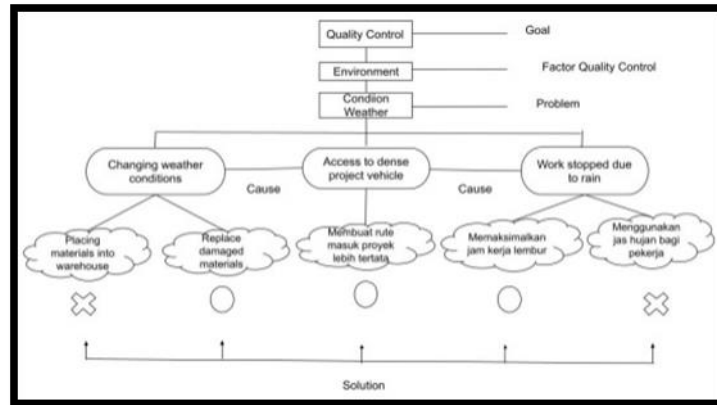 Quality Control
Goal
Environment
Factor Quality Control
Condiion
Weather
Problem
Changing weather
conditions
Cause
Access to dense
project vehicle
Cause
Work stopped due
to rain
Placing
materials into
warehouse
Replace
damaged
materials
Membuat rute
masuk proyek
lebih tertata
Memaksimalkan
jam kerja lembur
Menggunakan
jas hujan bagi
pekerja
Solution